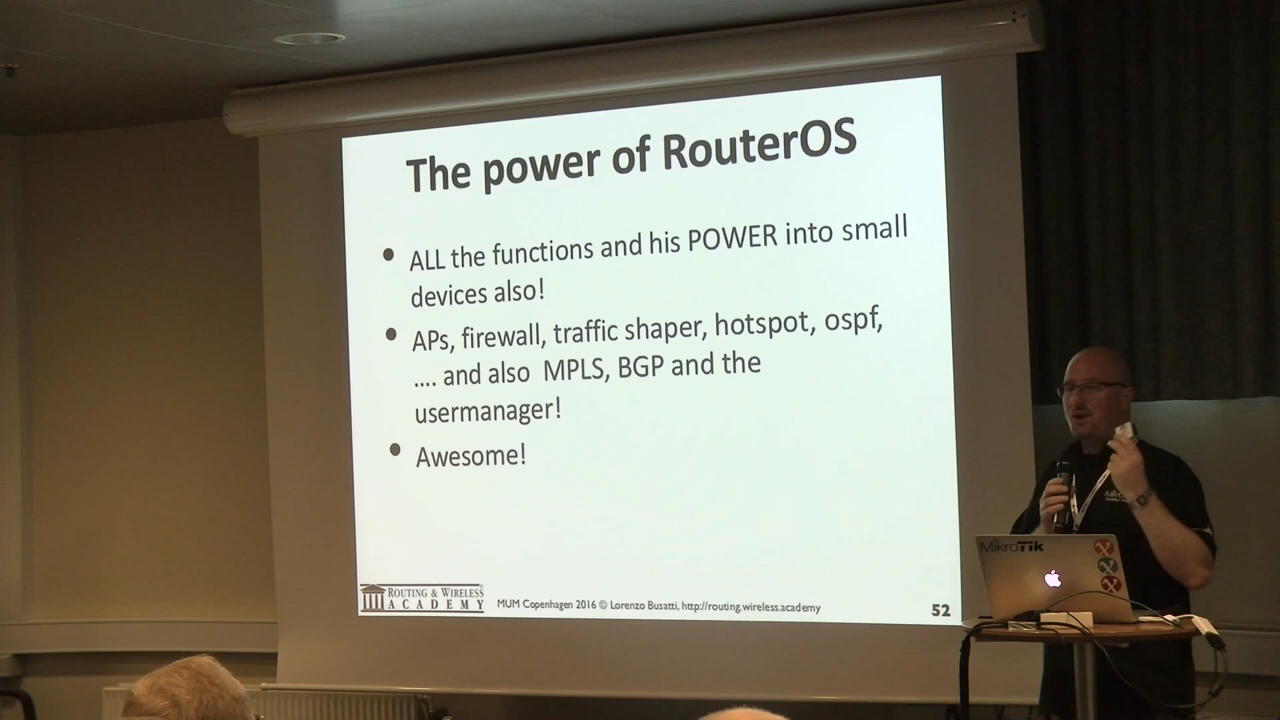 The power of RouterOS
• ALL the functions and his POWER into small
devices also!
• APs, firewall, traffic shaper, hotspot, ospf,
.... and also MPLS, BGP and the
usermanager!
• Awesome!
ROUTING & WIRELESS
ACADEMY
MUM Copenhagen 2016 © Lorenzo Busatti, http://routing.wireless.academy
52
MikroTik